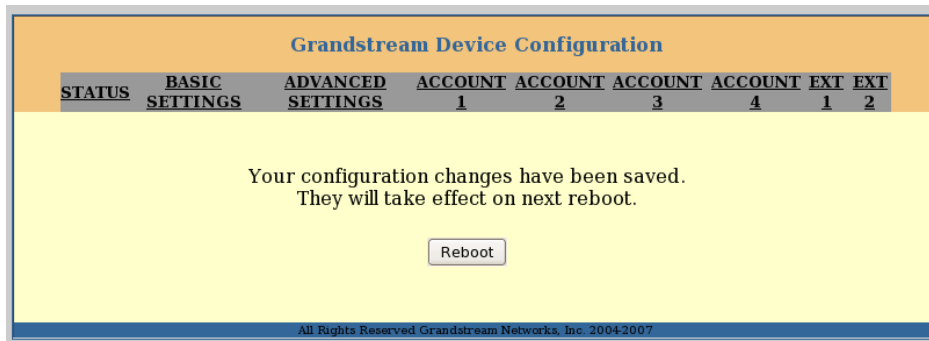 Grandstream Device Configuration
STATUS BASIC SETTINGS ADVANCED SETTINGS ACCOUNT 1 ACCOUNT 2 ACCOUNT 3 ACCOUNT 4 EXT 1 EXT 2
Your configuration changes have been saved.
They will take effect on next reboot.
Reboot
All Rights Reserved Grandstream Networks, Inc. 2004-2007